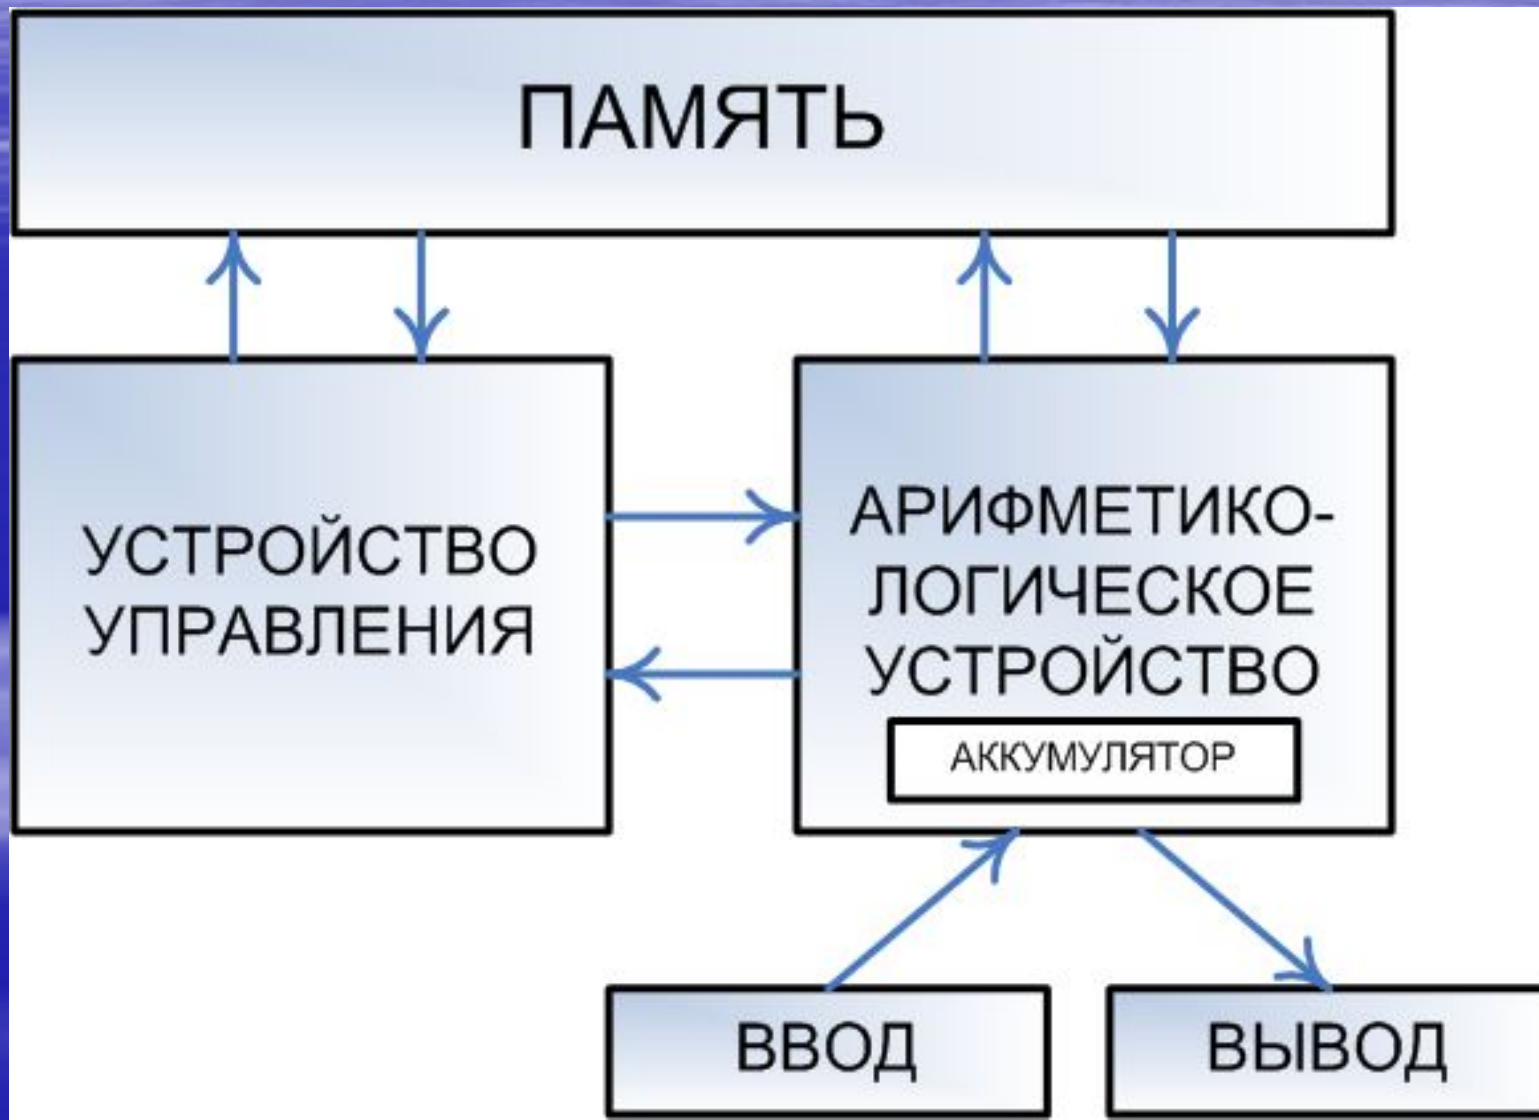 ПАМЯТЬ
УСТРОЙСТВО
УПРАВЛЕНИЯ
АРИФМЕТИКО-
ЛОГИЧЕСКОЕ
УСТРОЙСТВО
АККУМУЛЯТОР
ВВОД
ВЫВОД